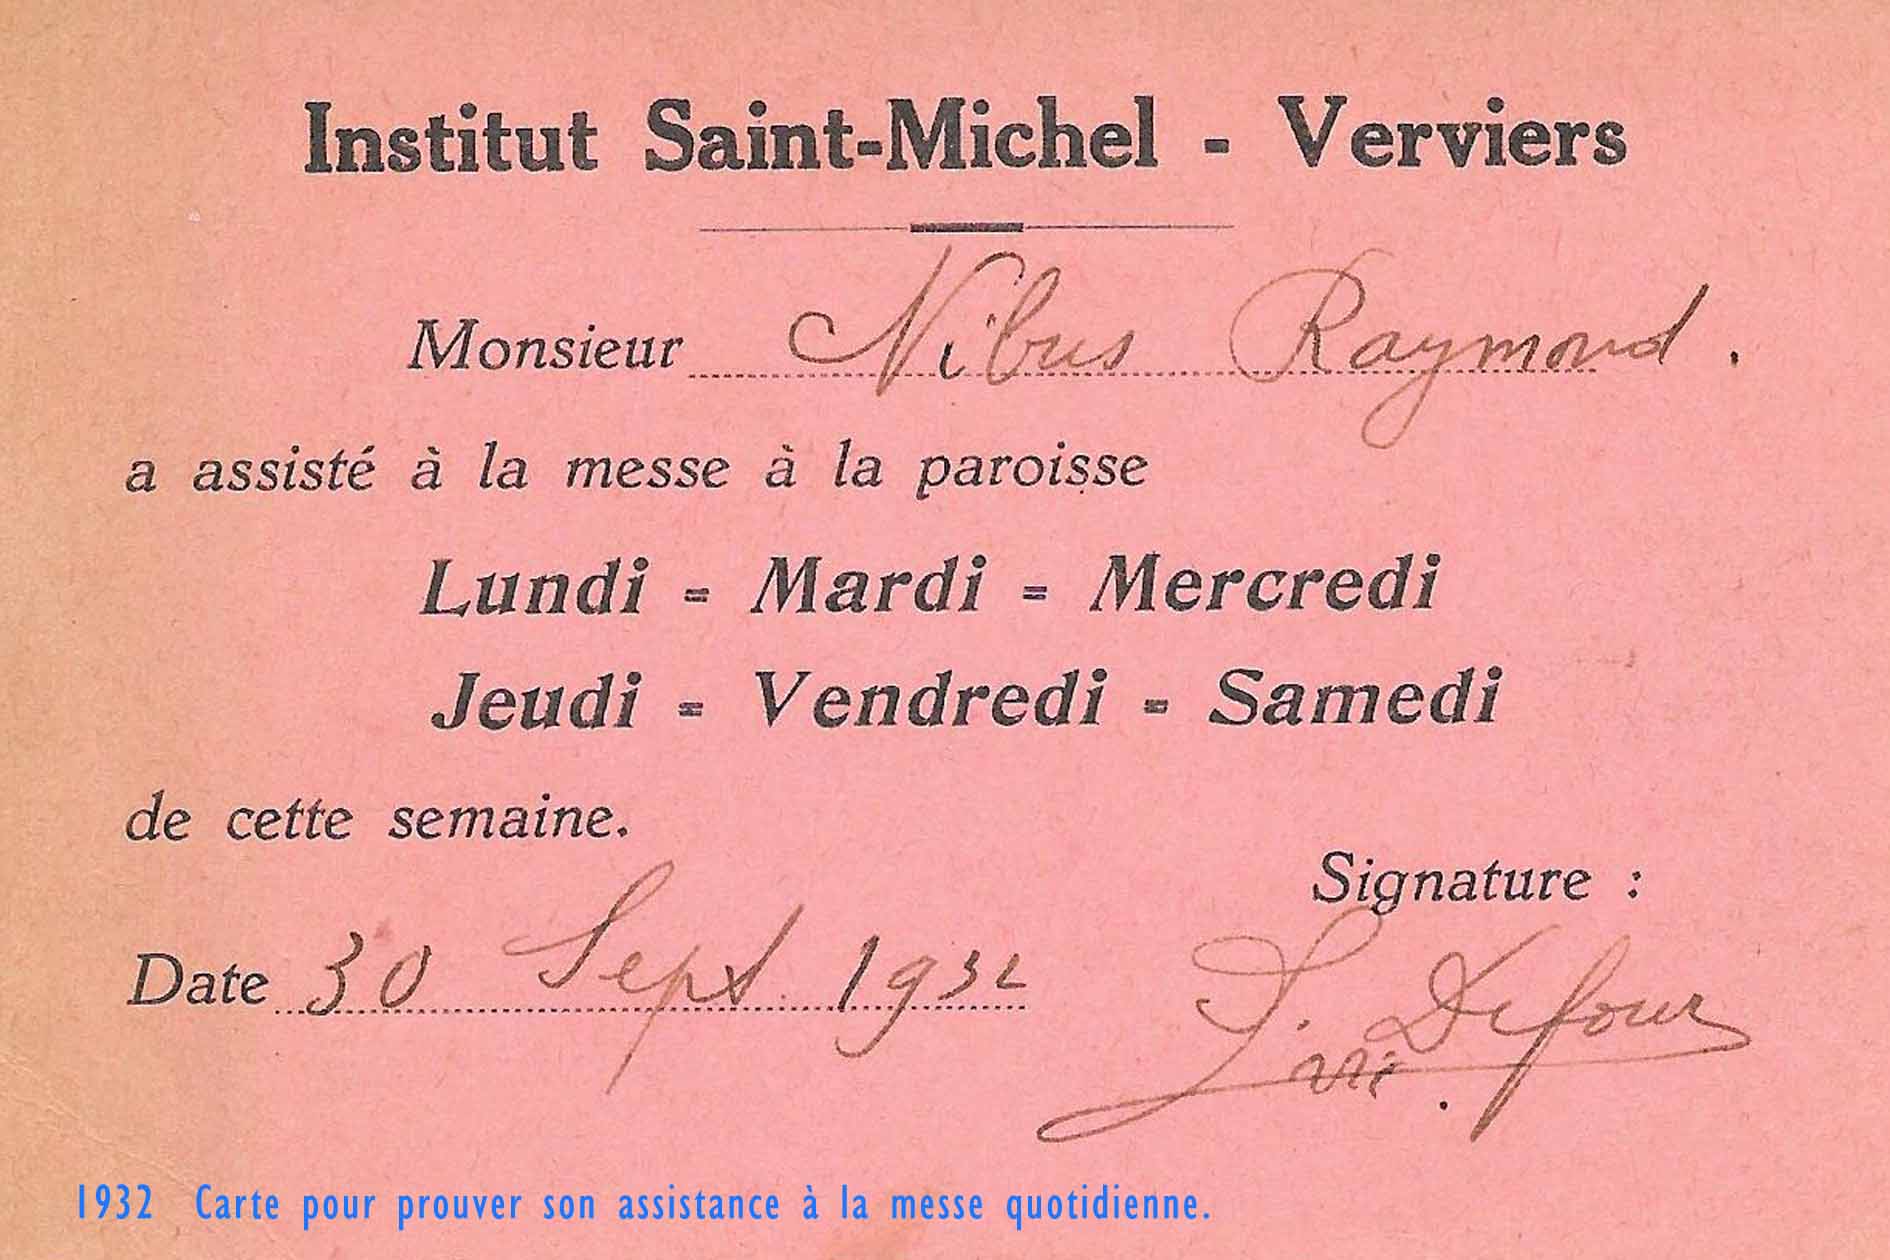 Institut Saint-Michel - Verviers
Monsieur Nibus Raymond.
a assisté à la messe à la paroisse
Lundi = Mardi = Mercredi
Jeudi = Vendredi = Samedi
de cette semaine.
Signature :
Date 30 Sept. 1932
Defour
1932 Carte pour prouver son assistance à la messe quotidienne.